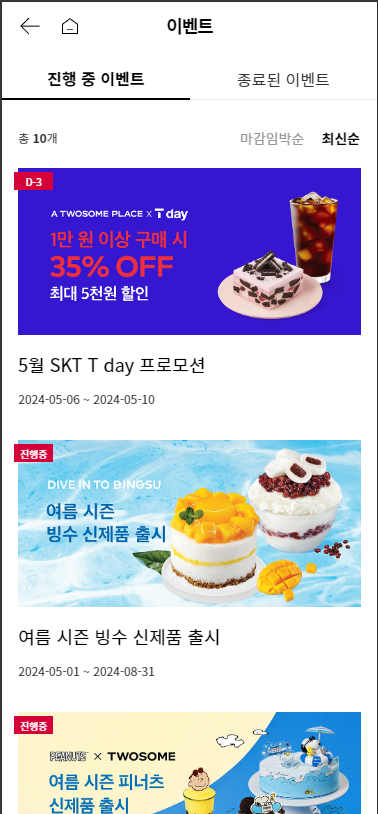 이벤트
진행 중 이벤트
종료된 이벤트
총 10개
마감임박순
최신순
D-3
A TWOSOME PLACE X T day
1만 원 이상 구매 시
35% OFF
최대 5천원 할인
5월 SKT T day 프로모션
2024-05-06 ~ 2024-05-10
진행중
DIVE IN TO BINGSU
여름 시즌
빙수 신제품 출시
여름 시즌 빙수 신제품 출시
2024-05-01 ~ 2024-08-31
진행중
PEANUTS X TWOSOME
여름 시즌 피너츠
신제품 출시